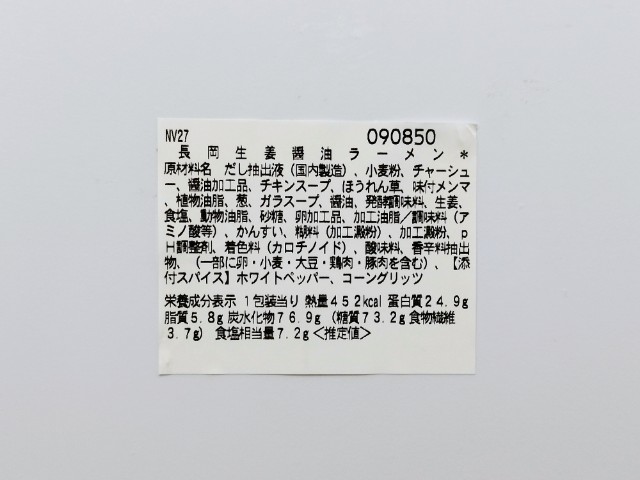 NV27 090850
長岡生姜醤油ラーメン*
原材料名 だし抽出液(国内製造)、小麦粉、チャーシュ
ー、醤油加工品、チキンスープ、ほうれん草、味付メンマ
、植物油脂、葱、ガラスープ、醤油、発酵調味料、生姜、
食塩、動物油脂、砂糖、卵加工品、加工油脂/調味料(ア
ミノ酸等)、かんすい、糊料(加工澱粉)、加工澱粉、p
H調整剤、着色料(カロチノイド)、酸味料、香辛料抽出
物、(一部に卵・小麦・大豆・鶏肉・豚肉を含む)、【添
付スパイス】ホワイトペッパー、コーングリッツ
栄養成分表示 1包装当り 熱量452kcal 蛋白質24.9g
脂質5.8g 炭水化物76.9g (糖質73.2g 食物繊維
3.7g) 食塩相当量7.2g<推定値>